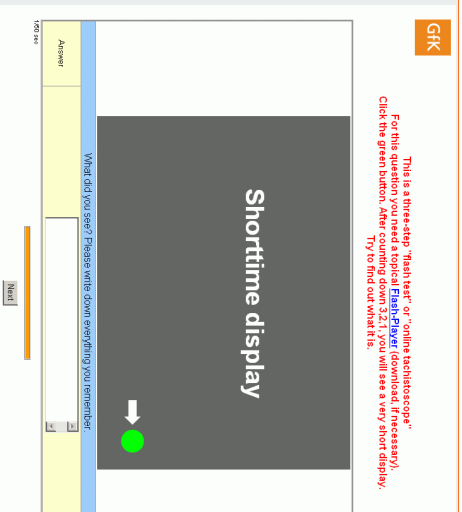 GfK
This is a three-step "flash test" or "online tachistoscope"
For this question you need a topical Flash-Player (download, if necessary).
Click the green button. After counting down 3,2,1, you will see a very short display.
Try to find out what it is.
Shorttime display
What did you see? Please write down everything you remember.
Answer
1/60 sec
Next